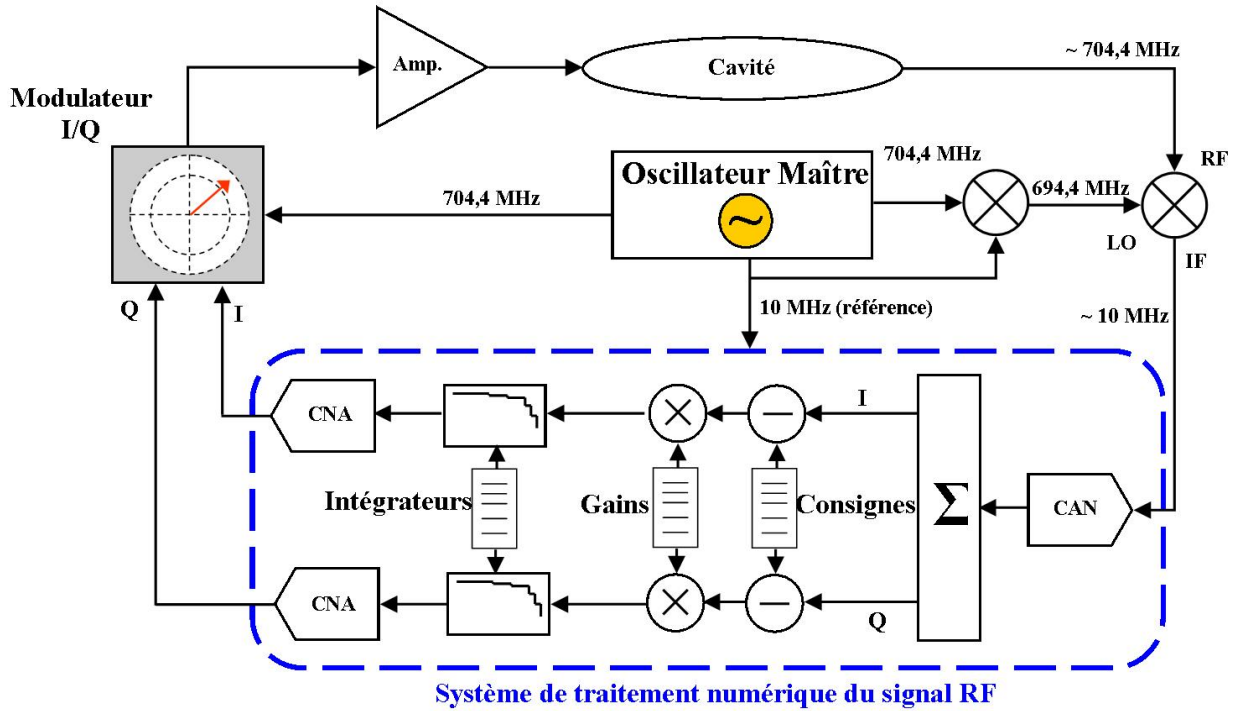 ~ 704,4 MHz
Amp.
Cavité
Modulateur
I/Q
704,4 MHz
RF
Oscillateur Maître
~
694,4 MHz
704,4 MHz
LO
IF
Q
I
10 MHz (référence)
~ 10 MHz
CNA
I
Intégrateurs
Gains
Consignes
Σ
CAN
CNA
Q
Système de traitement numérique du signal RF